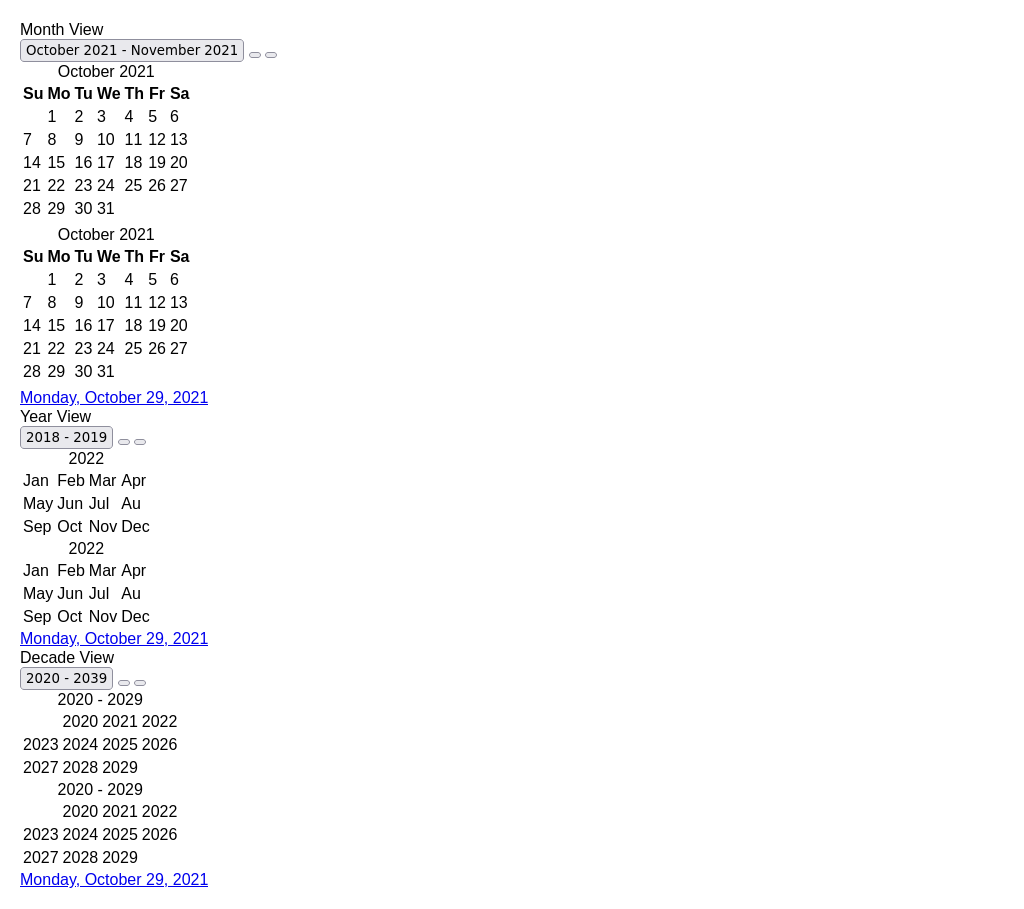 Month View
October 2021 - November 2021
October 2021
Su Mo Tu We Th Fr Sa
1 2 3 4 5 6
7 8 9 10 11 12 13
14 15 16 17 18 19 20
21 22 23 24 25 26 27
28 29 30 31
October 2021
Su Mo Tu We Th Fr Sa
1 2 3 4 5 6
7 8 9 10 11 12 13
14 15 16 17 18 19 20
21 22 23 24 25 26 27
28 29 30 31
Monday, October 29, 2021
Year View
2018 - 2019
2022
Jan Feb Mar Apr
May Jun Jul Au
Sep Oct Nov Dec
2022
Jan Feb Mar Apr
May Jun Jul Au
Sep Oct Nov Dec
Monday, October 29, 2021
Decade View
2020 - 2039
2020 - 2029
2020 2021 2022
2023 2024 2025 2026
2027 2028 2029
2020 - 2029
2020 2021 2022
2023 2024 2025 2026
2027 2028 2029
Monday, October 29, 2021